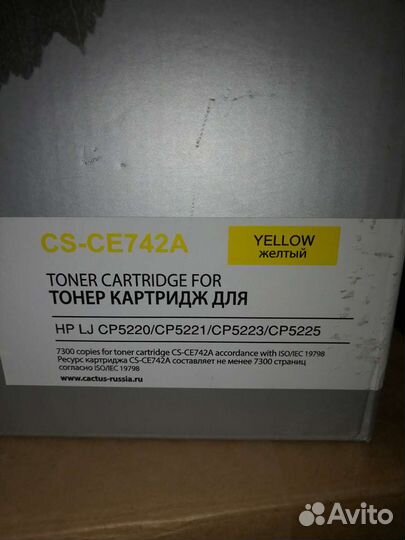 CS-CE742A
YELLOW
желтый
TONER CARTRIDGE FOR
ТОНЕР КАРТРИДЖ ДЛЯ
HP LJ CP5220/CP5221/CP5223/CP5225
7300 copies for toner cartridge CS-CE742A accordance with ISO/IEC 19798
Ресурс картриджа CS-CE742A составляет не менее 7300 страниц
согласно ISO/IEC 19798
www.cactus-russia.ru
Avito